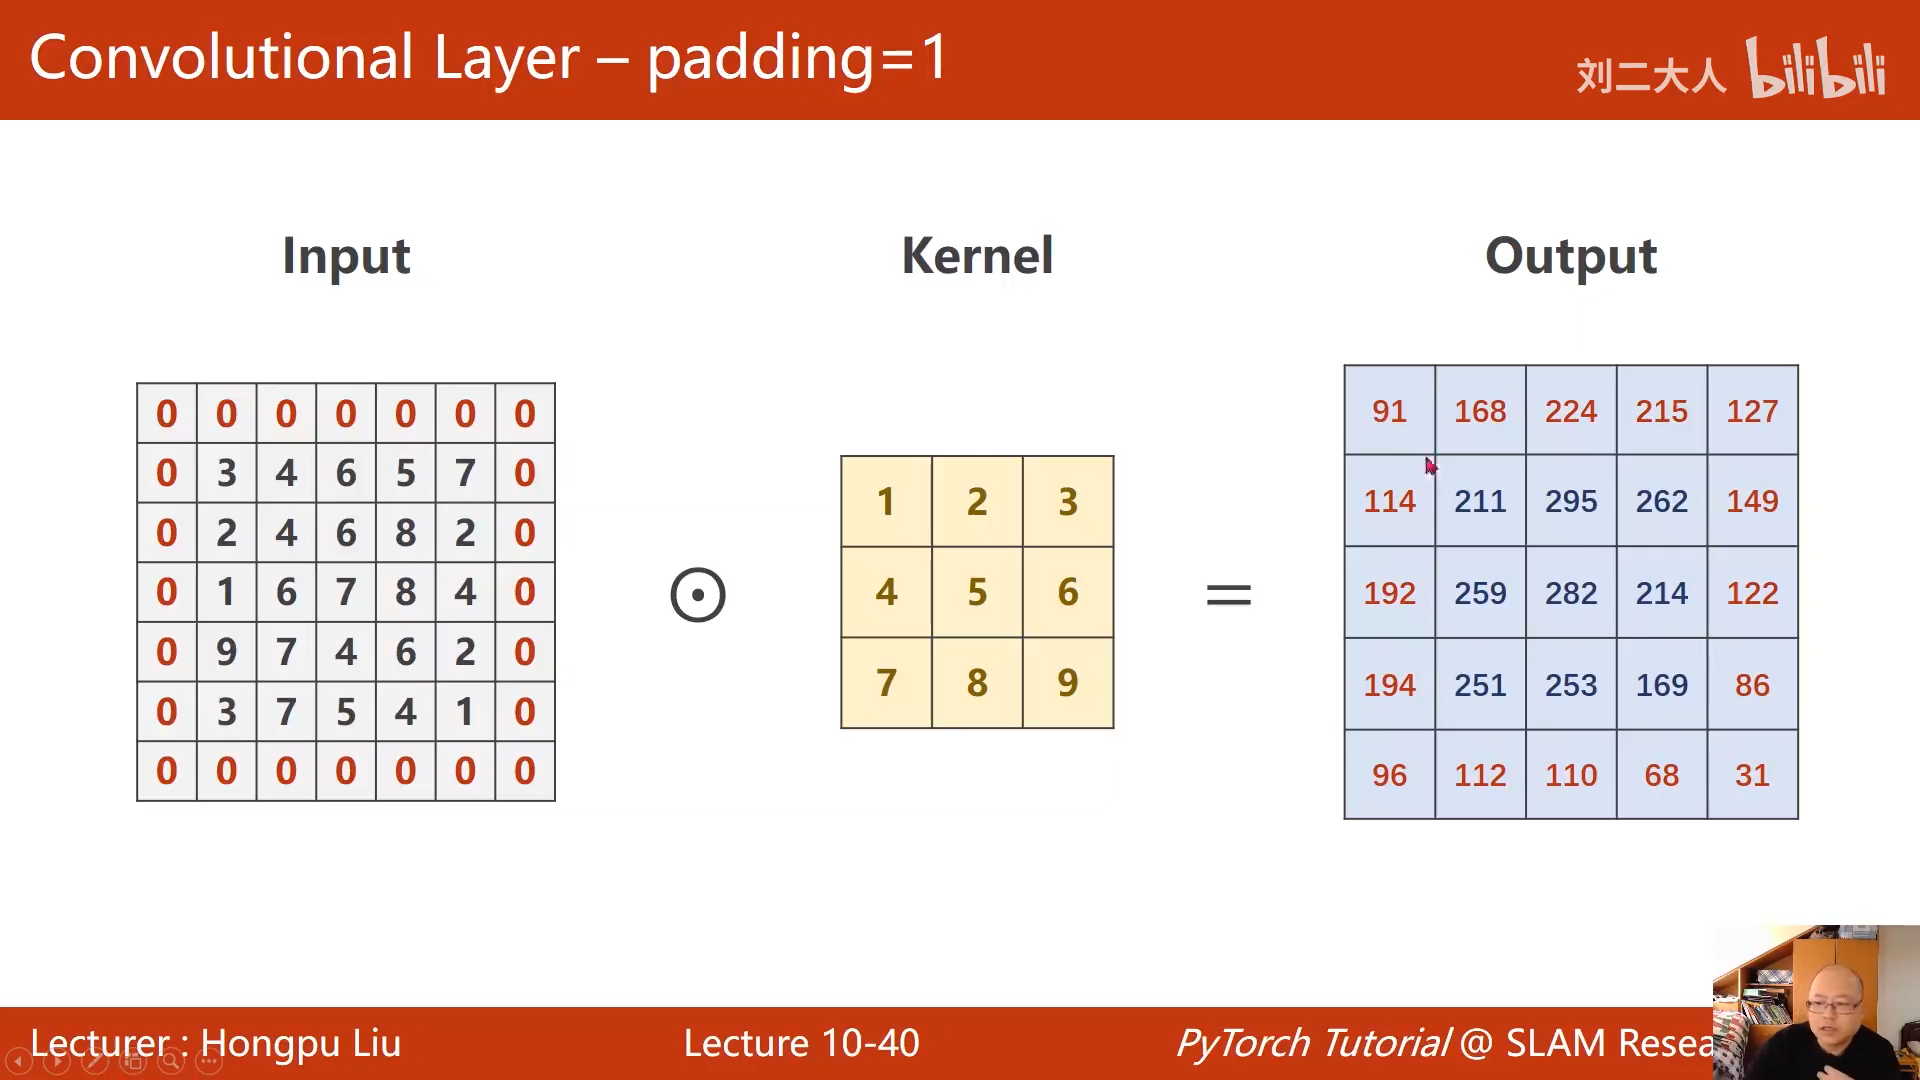 Convolutional Layer – padding=1
刘二大人 bilibili
Input Kernel Output
0 0 0 0 0 0 0
0 3 4 6 5 7 0
0 2 4 6 8 2 0
0 1 6 7 8 4 0
0 9 7 4 6 2 0
0 3 7 5 4 1 0
0 0 0 0 0 0 0
⊙
1 2 3
4 5 6
7 8 9
=
91 168 224 215 127
114 211 295 262 149
192 259 282 214 122
194 251 253 169 86
96 112 110 68 31
Lecturer : Hongpu Liu Lecture 10-40 PyTorch Tutorial @ SLAM Resea